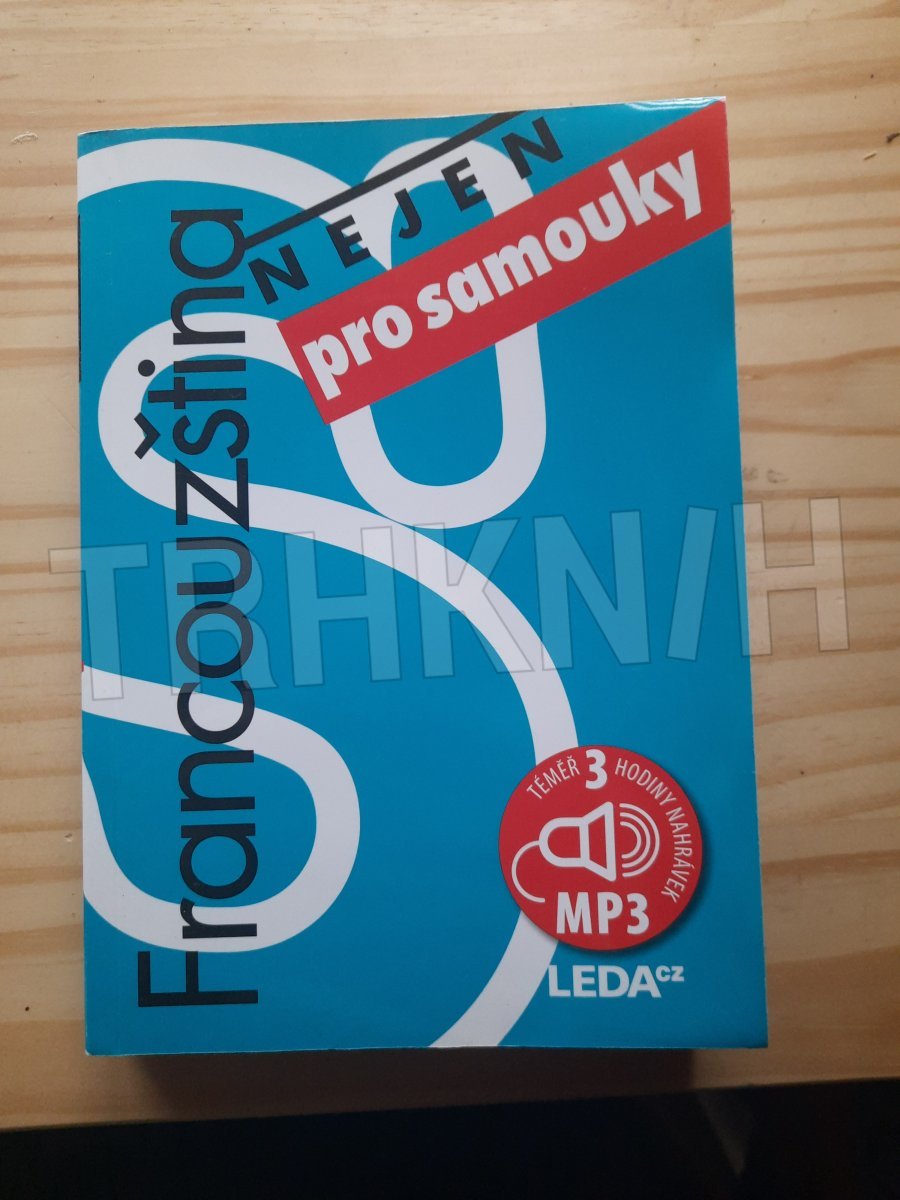 Francouzština
NEJEN
pro samouky
TRHKNIH
TÉMĚŘ 3 HODINY NAHRÁVEK
MP3
LEDA cz